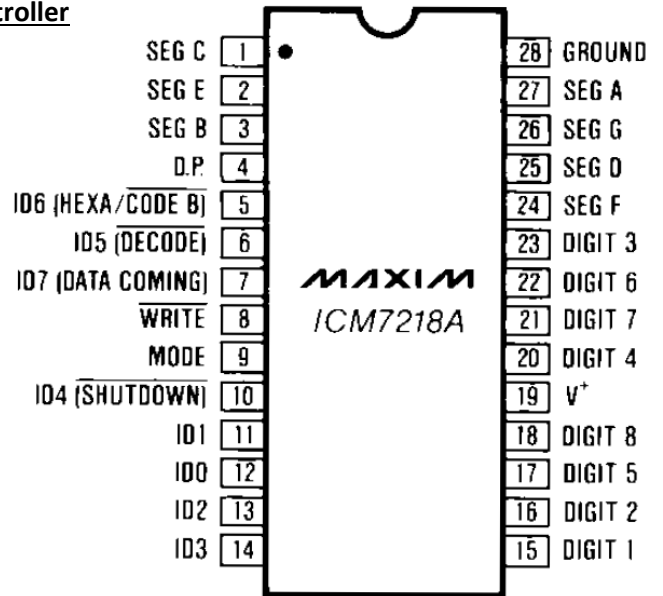 troller
SEG C 1
SEG E 2
SEG B 3
D.P. 4
ID6 (HEXA/CODE B) 5
ID5 (DECODE) 6
ID7 (DATA COMING) 7
WRITE 8
MODE 9
ID4 (SHUTDOWN) 10
ID1 11
ID0 12
ID2 13
ID3 14
MAXIM
ICM7218A
28 GROUND
27 SEG A
26 SEG G
25 SEG D
24 SEG F
23 DIGIT 3
22 DIGIT 6
21 DIGIT 7
20 DIGIT 4
19 V+
18 DIGIT 8
17 DIGIT 5
16 DIGIT 2
15 DIGIT 1